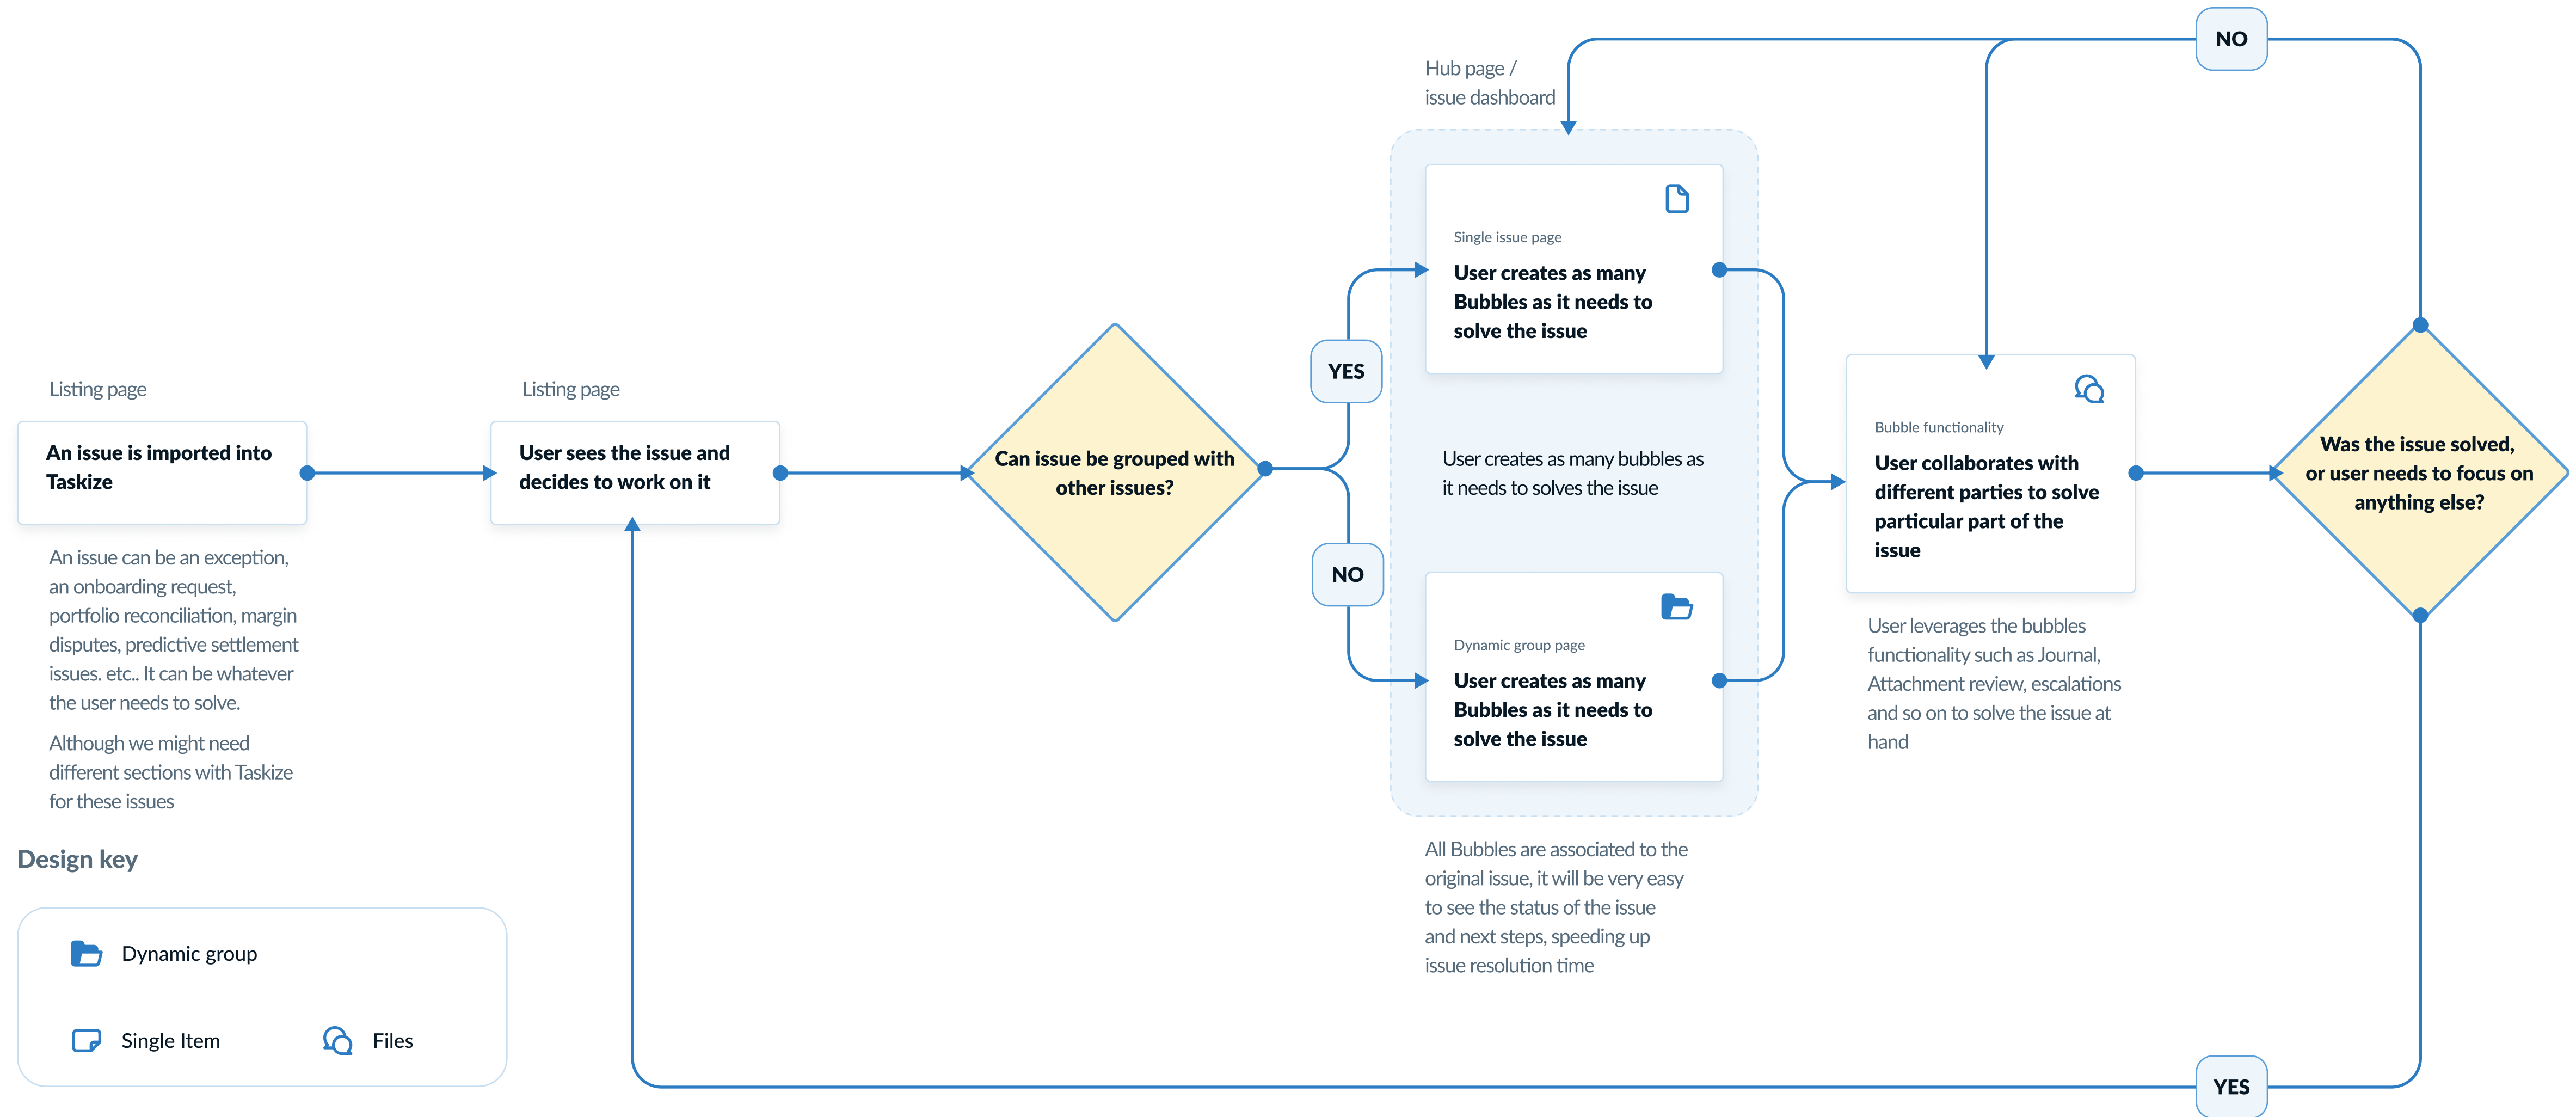 Listing page
An issue is imported into
Taskize
An issue can be an exception,
an onboarding request,
portfolio reconciliation, margin
disputes, predictive settlement
issues. etc.. It can be whatever
the user needs to solve.
Although we might need
different sections with Taskize
for these issues
Listing page
User sees the issue and
decides to work on it
Can issue be grouped with
other issues?
YES
NO
Hub page /
issue dashboard
Single issue page
User creates as many
Bubbles as it needs to
solve the issue
User creates as many bubbles as
it needs to solves the issue
Dynamic group page
User creates as many
Bubbles as it needs to
solve the issue
All Bubbles are associated to the
original issue, it will be very easy
to see the status of the issue
and next steps, speeding up
issue resolution time
Bubble functionality
User collaborates with
different parties to solve
particular part of the
issue
User leverages the bubbles
functionality such as Journal,
Attachment review, escalations
and so on to solve the issue at
hand
Was the issue solved,
or user needs to focus on
anything else?
NO
YES
Design key
Dynamic group
Single Item
Files